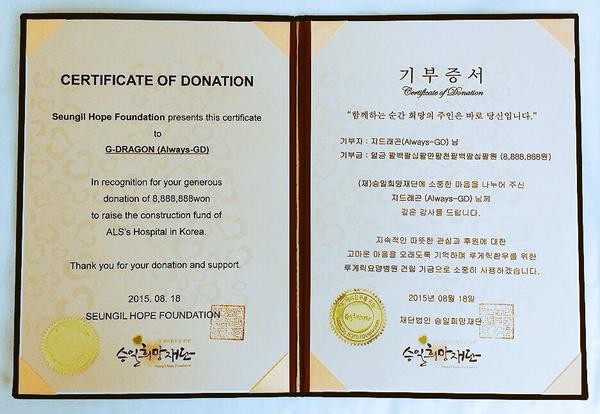 CERTIFICATE OF DONATION
Seungil Hope Foundation presents this certificate
to
G-DRAGON (Always-GD)
In recognition for your generous
donation of 8,888,888won
to raise the construction fund of
ALS's Hospital in Korea.
Thank you for your donation and support.
2015. 08. 18
SEUNGIL HOPE FOUNDATION
승일희망재단
Seungil Hope Foundation
기부증서
Certificate of Donation
“함께하는 순간 희망의 주인은 바로 당신입니다.”
기부자 : 지드래곤(Always-GD) 님
기부금 : 일금 팔백팔십팔만팔천팔백팔십팔원 (8,888,888원)
(재)승일희망재단에 소중한 마음을 나누어 주신
지드래곤 (Always-GD) 님께
깊은 감사를 드립니다.
지속적인 따뜻한 관심과 후원에 대한
고마운 마음을 오래도록 기억하며 루게릭환우를 위한
루게릭요양병원 건립 기금으로 소중히 사용하겠습니다.
2015년 08월 18일
재단법인 승일희망재단
승일희망재단
Seungil Hope Foundation